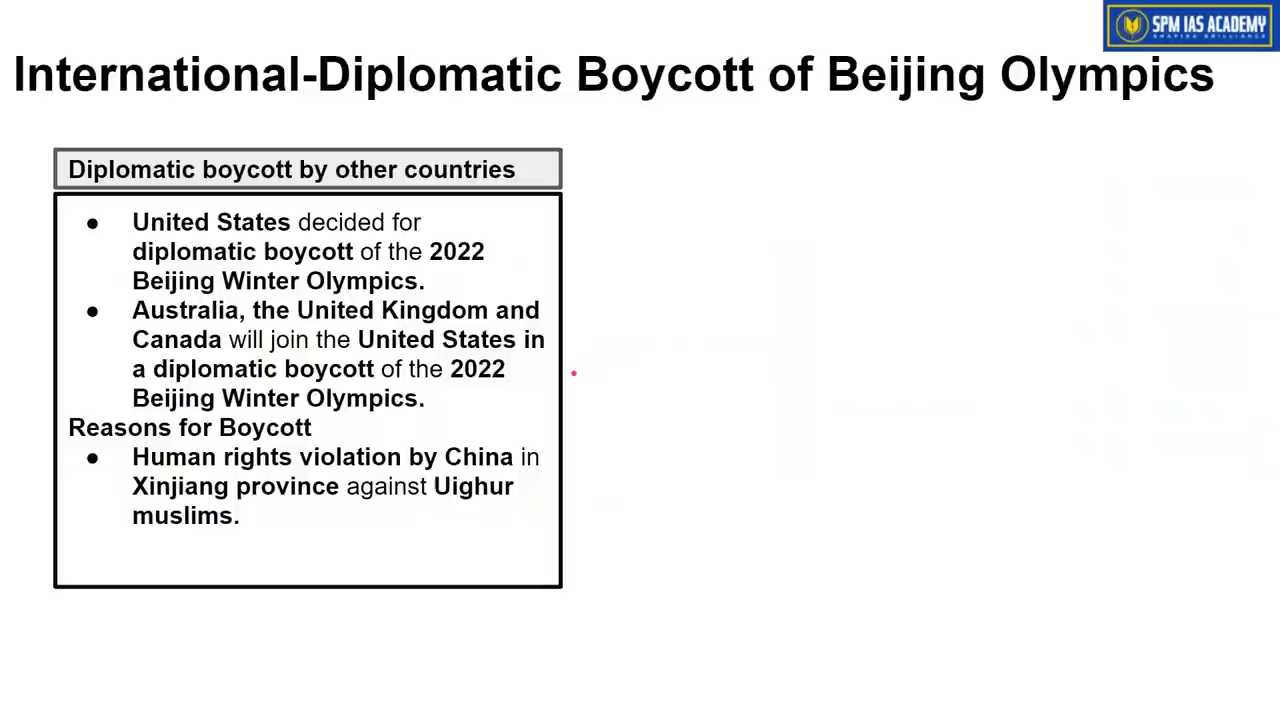 SPM IAS ACADEMY
SHAPING BRILLIANCE
International-Diplomatic Boycott of Beijing Olympics
Diplomatic boycott by other countries
● United States decided for
diplomatic boycott of the 2022
Beijing Winter Olympics.
● Australia, the United Kingdom and
Canada will join the United States in
a diplomatic boycott of the 2022
Beijing Winter Olympics.
Reasons for Boycott
● Human rights violation by China in
Xinjiang province against Uighur
muslims.